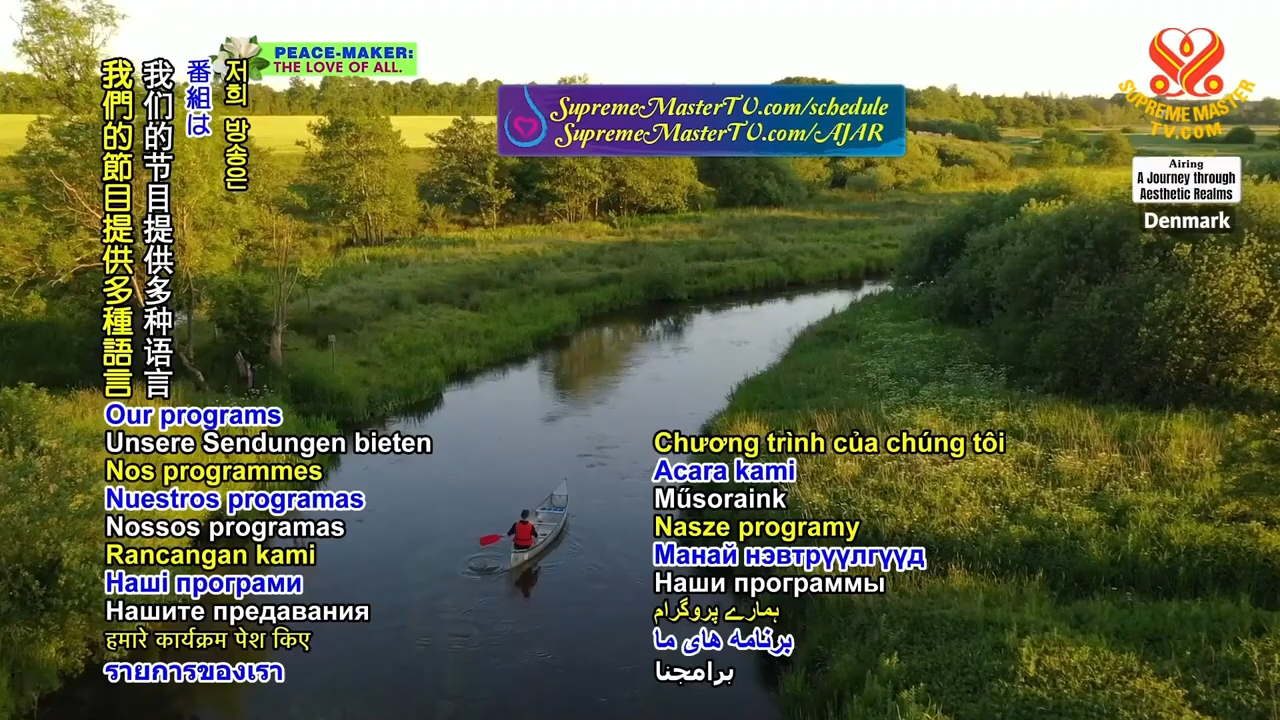 PEACE-MAKER:
THE LOVE OF ALL.
SupremeMasterTV.com/schedule
SupremeMasterTV.com/AJAR
SUPREME MASTER
TV.COM
Airing
A Journey through
Aesthetic Realms
Denmark
저희 방송은
番組は
我们的节目提供多种语言
我們的節目提供多種語言
Our programs
Unsere Sendungen bieten
Nos programmes
Nuestros programas
Nossos programas
Rancangan kami
Наші програми
Нашите предавания
हमारे कार्यक्रम पेश किए
รายการของเรา
Chương trình của chúng tôi
Acara kami
Műsoraink
Nasze programy
Манай нэвтрүүлгүүд
Наши программы
ہمارے پروگرام
برنامه های ما
برامجنا